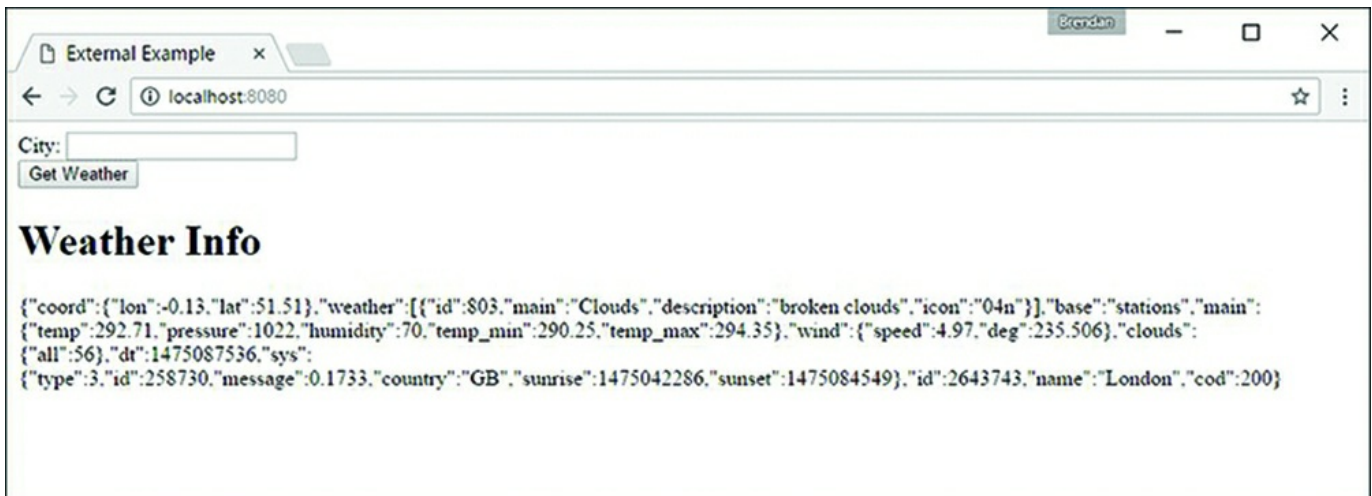 Brendan
External Example
localhost:8080
City:
Get Weather
Weather Info
{"coord":{"lon":-0.13,"lat":51.51},"weather":[{"id":803,"main":"Clouds","description":"broken clouds","icon":"04n"}],"base":"stations","main":
{"temp":292.71,"pressure":1022,"humidity":70,"temp_min":290.25,"temp_max":294.35},"wind":{"speed":4.97,"deg":235.506},"clouds":
{"all":56},"dt":1475087536,"sys":
{"type":3,"id":258730,"message":0.1733,"country":"GB","sunrise":1475042286,"sunset":1475084549},"id":2643743,"name":"London","cod":200}